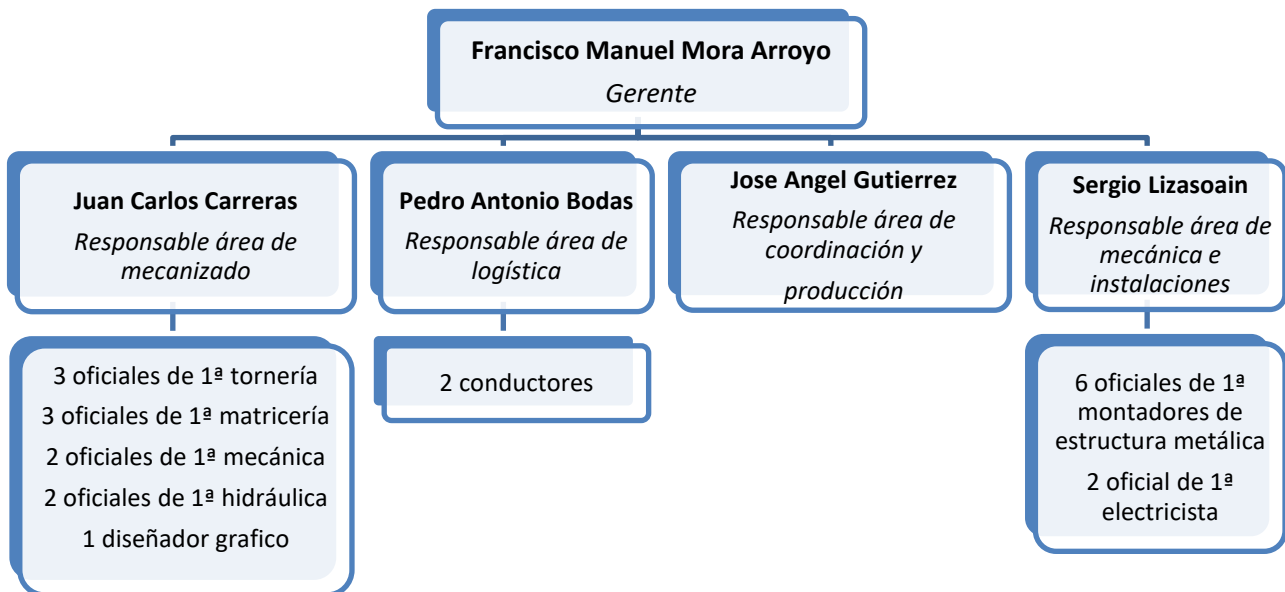 Francisco Manuel Mora Arroyo
Gerente
Juan Carlos Carreras
Responsable área de
mecanizado
Pedro Antonio Bodas
Responsable área de
logística
Jose Angel Gutierrez
Responsable área de
coordinación y
producción
Sergio Lizasoain
Responsable área de
mecánica e
instalaciones
3 oficiales de 1ª tornería
3 oficiales de 1ª matricería
2 oficiales de 1ª mecánica
2 oficiales de 1ª hidráulica
1 diseñador grafico
2 conductores
6 oficiales de 1ª
montadores de
estructura metálica
2 oficial de 1ª
electricista